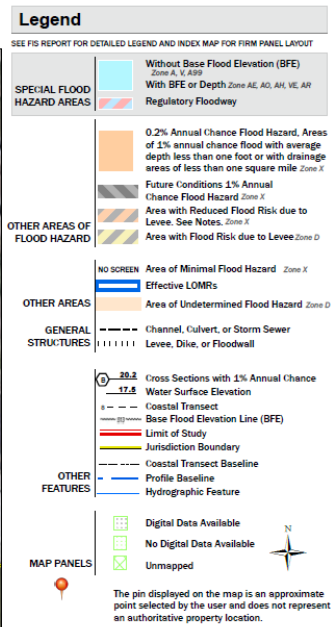 Legend
SEE FIS REPORT FOR DETAILED LEGEND AND INDEX MAP FOR FIRM PANEL LAYOUT
SPECIAL FLOOD
HAZARD AREAS
Without Base Flood Elevation (BFE)
Zone A, V, A99
With BFE or Depth Zone AE, AO, AH, VE, AR
Regulatory Floodway
OTHER AREAS OF
FLOOD HAZARD
0.2% Annual Chance Flood Hazard, Areas
of 1% annual chance flood with average
depth less than one foot or with drainage
areas of less than one square mile Zone X
Future Conditions 1% Annual
Chance Flood Hazard Zone X
Area with Reduced Flood Risk due to
Levee. See Notes. Zone X
Area with Flood Risk due to Levee Zone D
OTHER AREAS
NO SCREEN Area of Minimal Flood Hazard Zone X
Effective LOMRs
Area of Undetermined Flood Hazard Zone D
GENERAL
STRUCTURES
Channel, Culvert, or Storm Sewer
Levee, Dike, or Floodwall
OTHER
FEATURES
B 20.2 Cross Sections with 1% Annual Chance
17.5 Water Surface Elevation
8 Coastal Transect
Base Flood Elevation Line (BFE)
Limit of Study
Jurisdiction Boundary
Coastal Transect Baseline
Profile Baseline
Hydrographic Feature
MAP PANELS
Digital Data Available
No Digital Data Available
Unmapped
N
The pin displayed on the map is an approximate
point selected by the user and does not represent
an authoritative property location.